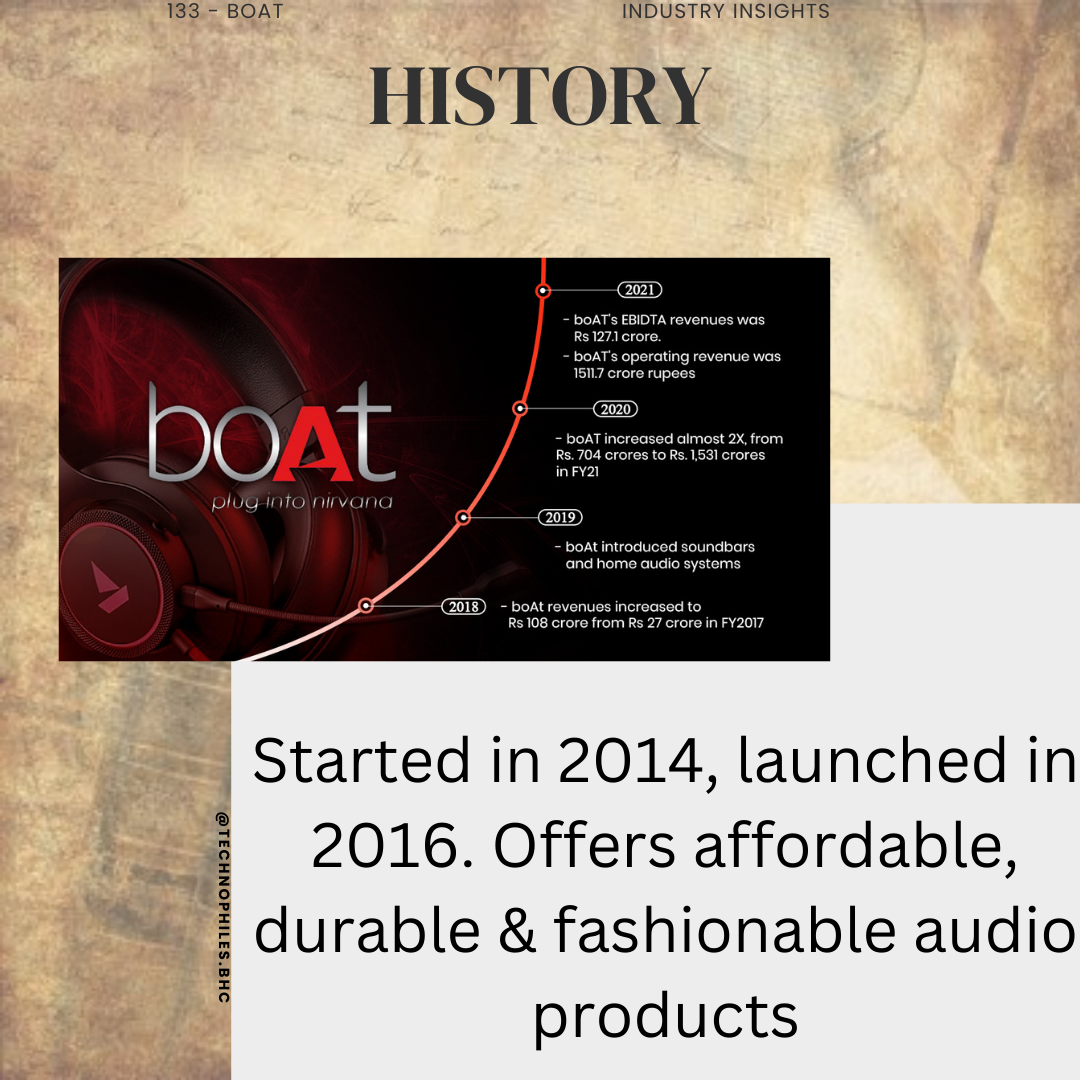 133 - BOAT
INDUSTRY INSIGHTS
HISTORY
boAt
plug into nirvana
2021
- boAT's EBIDTA revenues was
Rs 127.1 crore.
- boAT's operating revenue was
1511.7 crore rupees
2020
- boAT increased almost 2X, from
Rs. 704 crores to Rs. 1,531 crores
in FY21
2019
- boAt introduced soundbars
and home audio systems
2018
- boAt revenues increased to
Rs 108 crore from Rs 27 crore in FY2017
Started in 2014, launched in
2016. Offers affordable,
durable & fashionable audio
products
@TECHNOPHILES.BHC